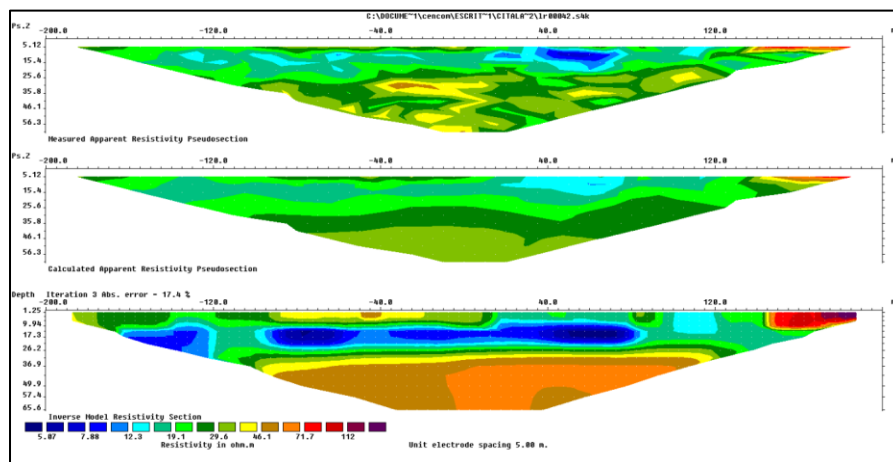 C:\DOCUME~1\cencom\ESCRIT~1\CITALA~2\lr00042.s4k
Ps.Z -200.0 -120.0 -40.0 40.0 120.0 m
5.12
15.4
25.6
35.8
46.1
56.3
Measured Apparent Resistivity Pseudosection
Ps.Z -200.0 -120.0 -40.0 40.0 120.0 m
5.12
15.4
25.6
35.8
46.1
56.3
Calculated Apparent Resistivity Pseudosection
Depth Iteration 3 Abs. error = 17.4 %
-200.0 -120.0 -40.0 40.0 120.0 m
1.25
9.94
17.3
26.2
36.9
49.9
57.4
65.6
Inverse Model Resistivity Section
5.07 7.88 12.3 19.1 29.6 46.1 71.7 112
Resistivity in ohm.m Unit electrode spacing 5.00 m.